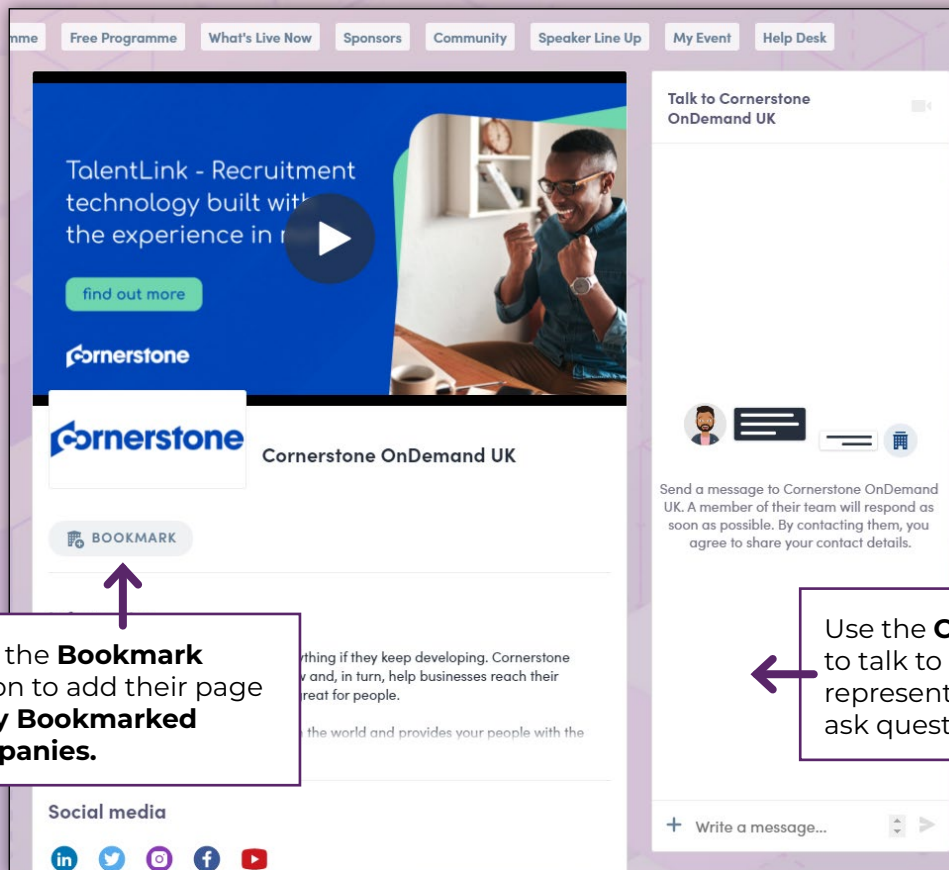 mme Free Programme What's Live Now Sponsors Community Speaker Line Up My Event Help Desk
TalentLink - Recruitment
technology built with
the experience in
find out more
Cornerstone
Cornerstone
Cornerstone OnDemand UK
BOOKMARK
the Bookmark
on to add their page
y Bookmarked
panies.
ything if they keep developing. Cornerstone
and, in turn, help businesses reach their
reat for people.
the world and provides your people with the
Social media
Talk to Cornerstone
OnDemand UK
Send a message to Cornerstone OnDemand
UK. A member of their team will respond as
soon as possible. By contacting them, you
agree to share your contact details.
Use the
to talk to
represent
ask quest
+ Write a message...